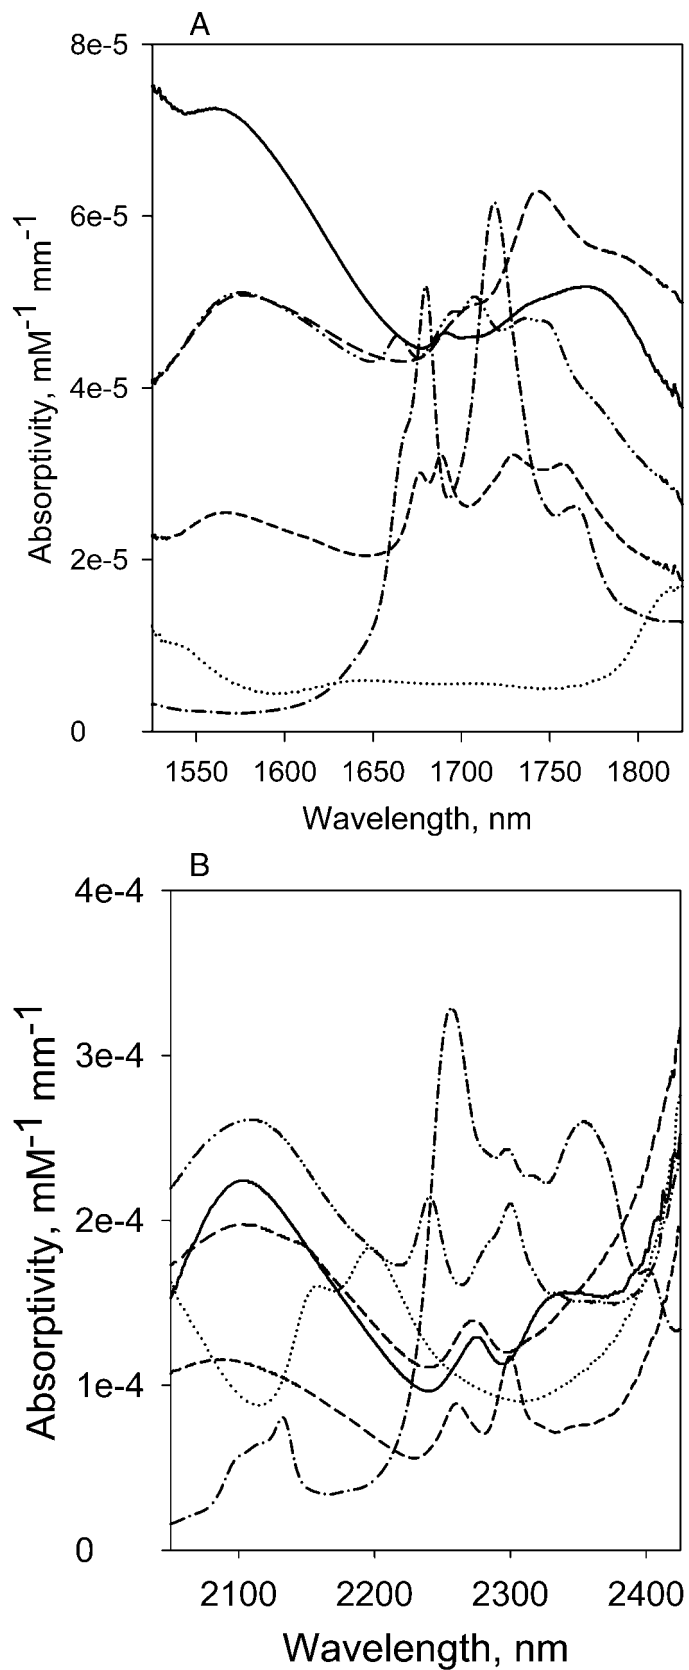 A
8e-5
6e-5
4e-5
2e-5
0
Absorptivity, mM⁻¹ mm⁻¹
1550 1600 1650 1700 1750 1800
Wavelength, nm
B
4e-4
3e-4
2e-4
1e-4
0
Absorptivity, mM⁻¹ mm⁻¹
2100 2200 2300 2400
Wavelength, nm